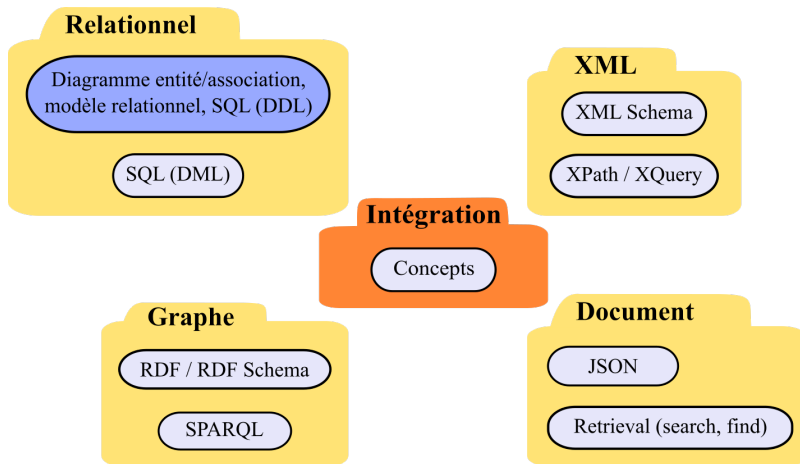 Relationnel
Diagramme entité/association,
modèle relationnel, SQL (DDL)
SQL (DML)
XML
XML Schema
XPath / XQuery
Intégration
Concepts
Graphe
RDF / RDF Schema
SPARQL
Document
JSON
Retrieval (search, find)